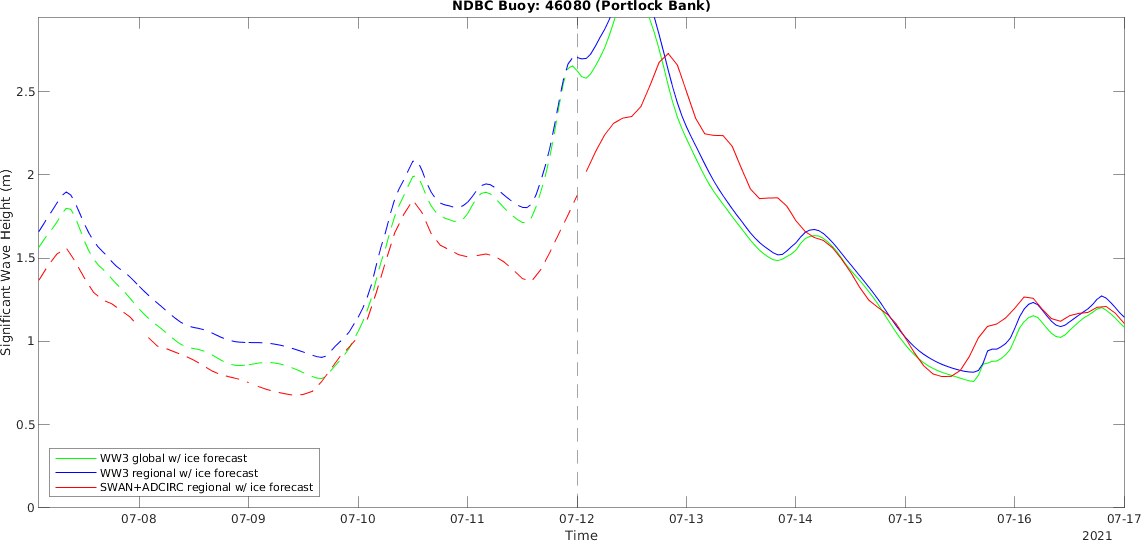 NDBC Buoy: 46080 (Portlock Bank)
Significant Wave Height (m)
2.5
2
1.5
1
0.5
0
WW3 global w/ ice forecast
WW3 regional w/ ice forecast
SWAN+ADCIRC regional w/ ice forecast
07-08 07-09 07-10 07-11 07-12 07-13 07-14 07-15 07-16 07-17
Time
2021